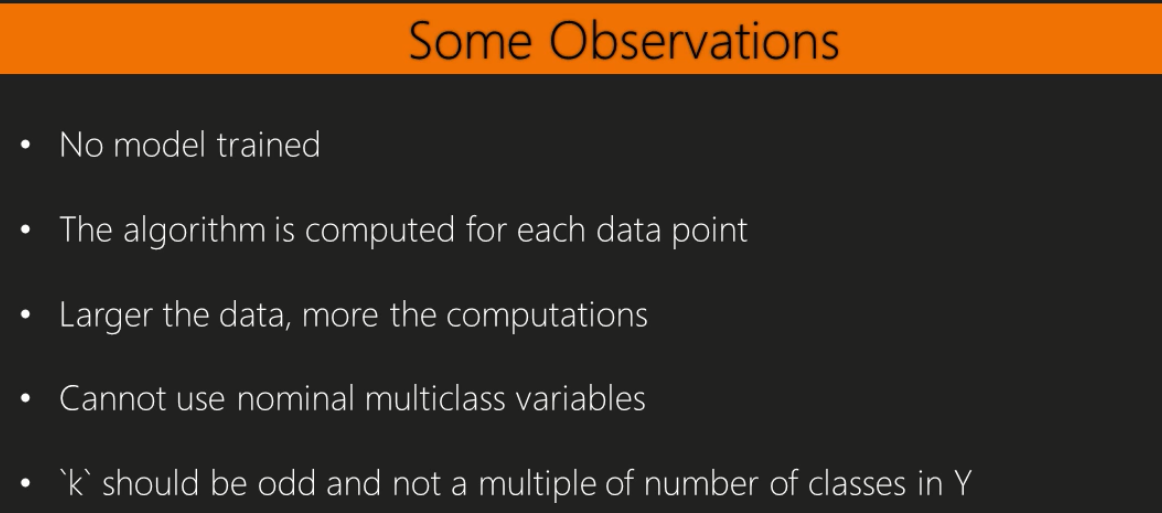 Some Observations
• No model trained
• The algorithm is computed for each data point
• Larger the data, more the computations
• Cannot use nominal multiclass variables
• `k` should be odd and not a multiple of number of classes in Y